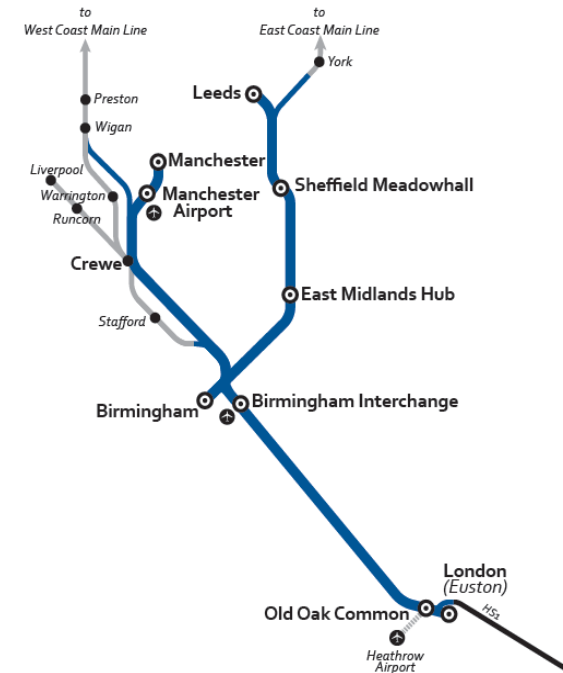 to
West Coast Main Line
to
East Coast Main Line
York
Leeds
Preston
Wigan
Manchester
Liverpool
Warrington
Manchester
Airport
Sheffield Meadowhall
Runcorn
Crewe
East Midlands Hub
Stafford
Birmingham
Birmingham Interchange
London
(Euston)
Old Oak Common
HS1
Heathrow
Airport